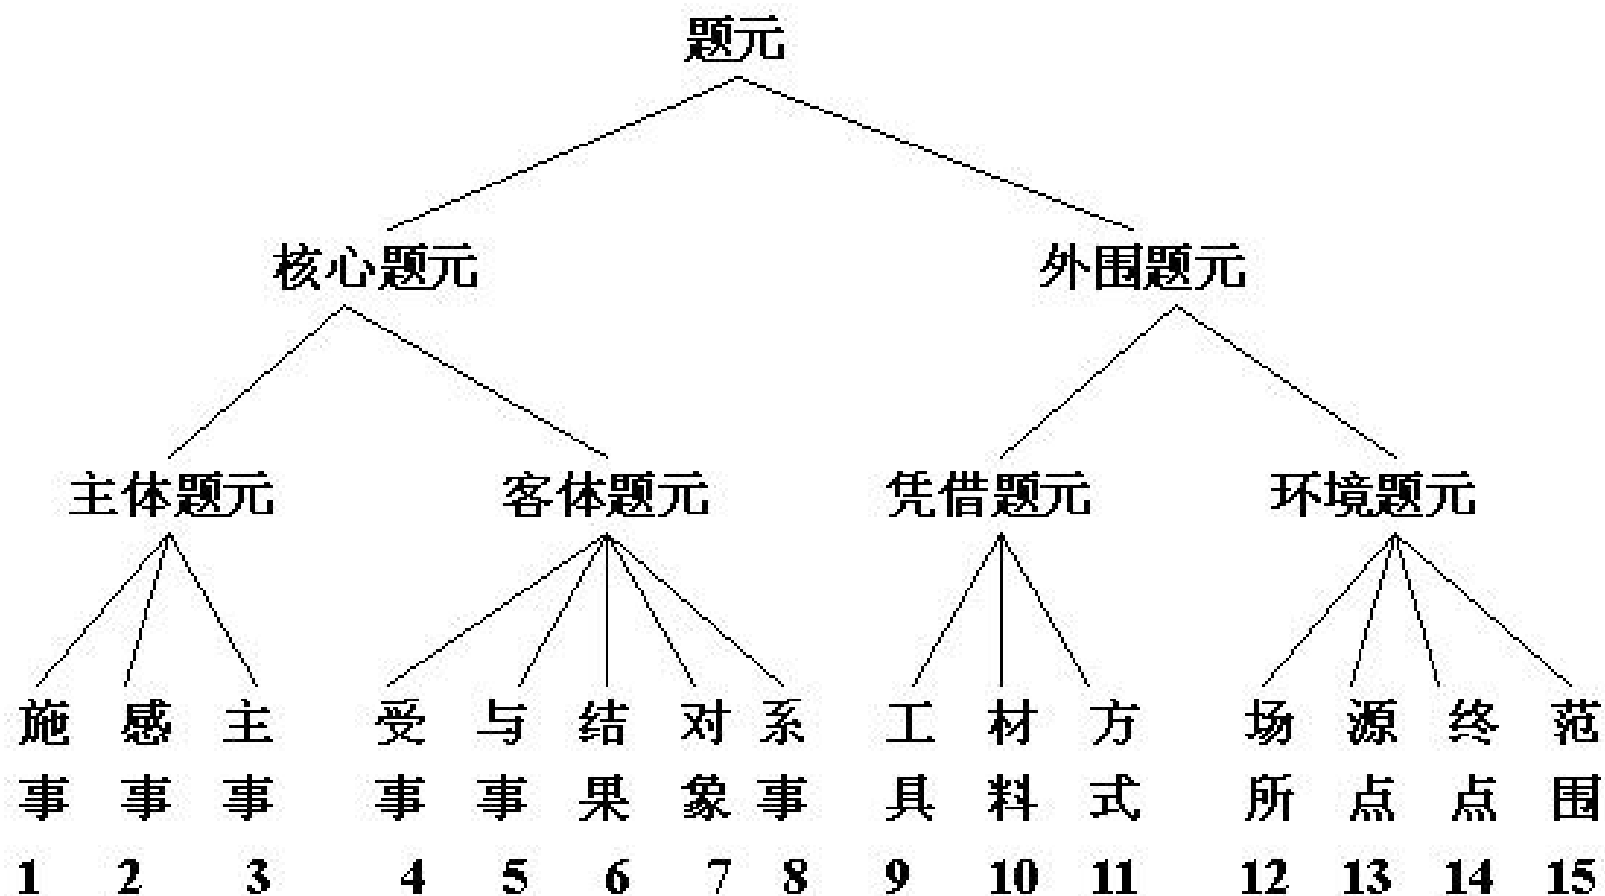 题元
核心题元 外围题元
主体题元 客体题元 凭借题元 环境题元
施 感 主 受 与 结 对 系 工 材 方 场 源 终 范
事 事 事 事 事 果 象 事 具 料 式 所 点 点 围
1 2 3 4 5 6 7 8 9 10 11 12 13 14 15